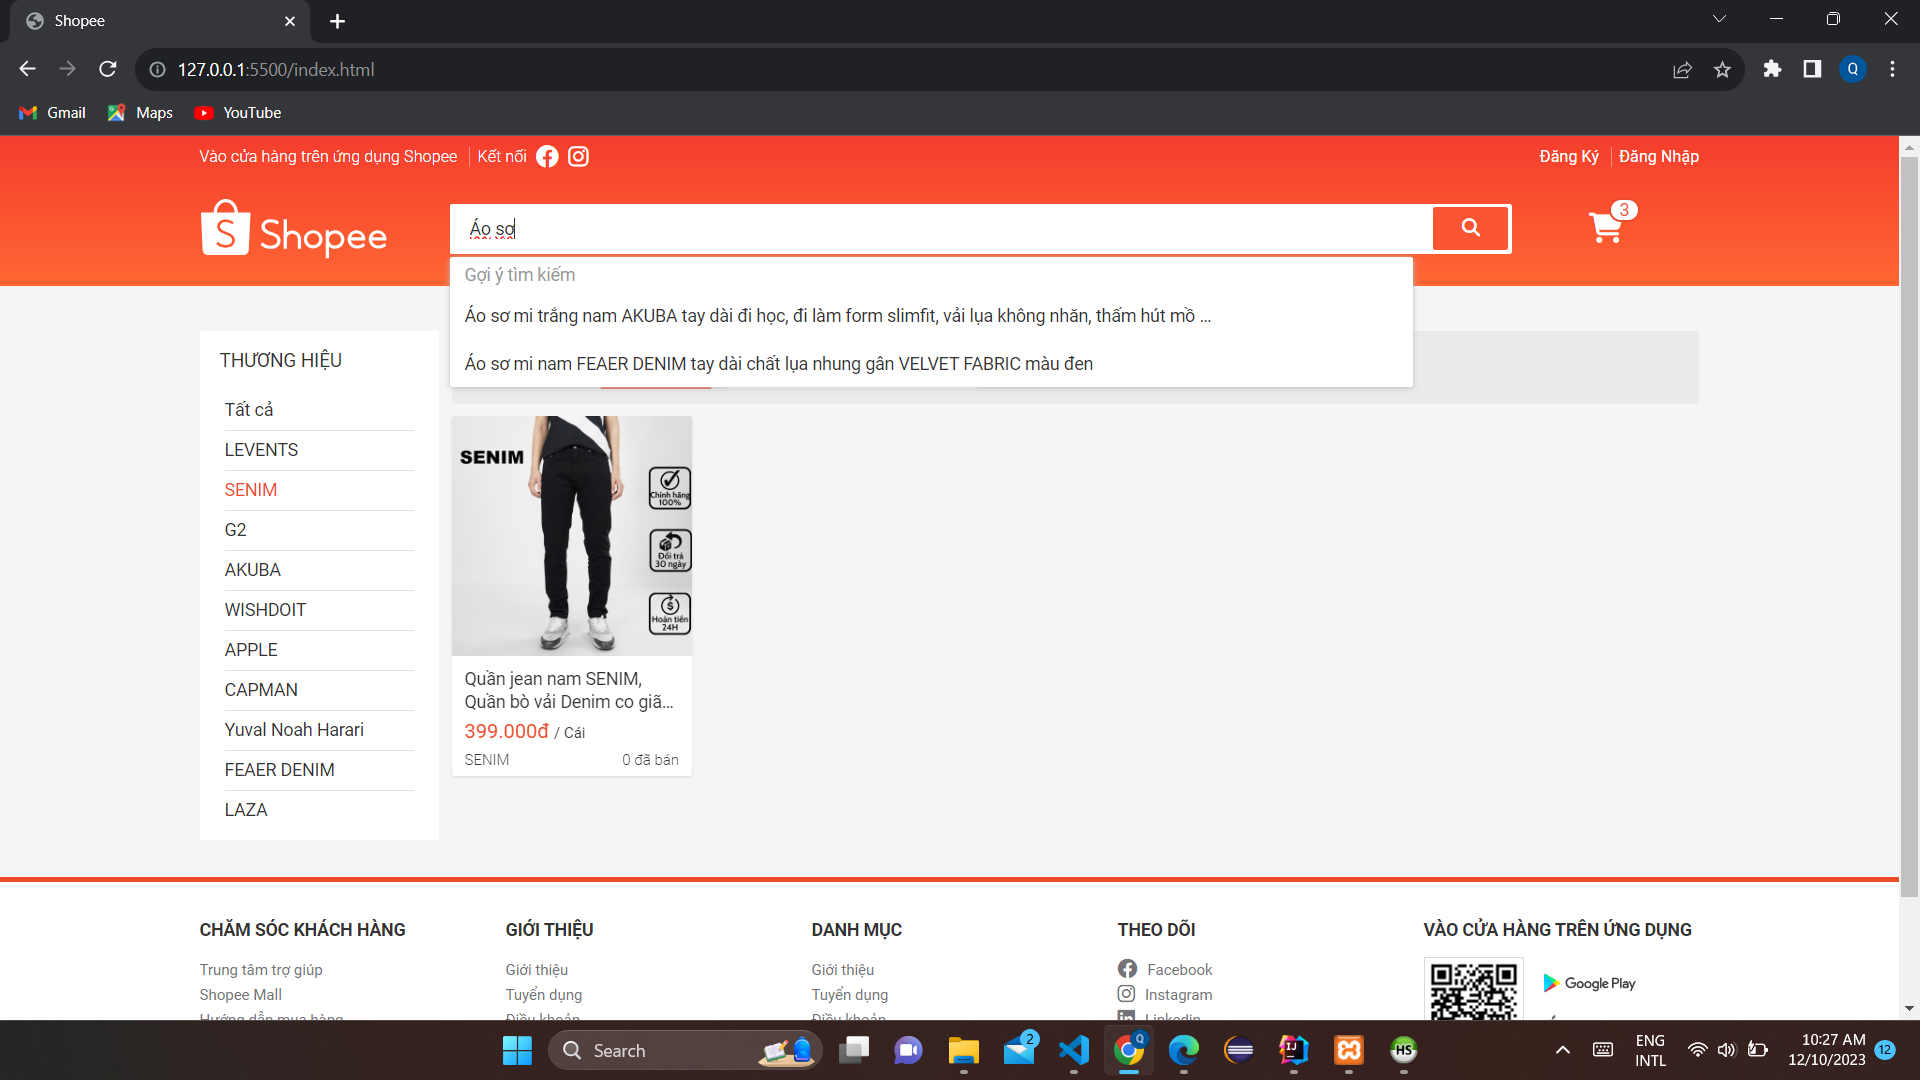 Shopee
127.0.0.1:5500/index.html
Q
Gmail
Maps
YouTube
Vào cửa hàng trên ứng dụng Shopee
Kết nối
Đăng Ký
Đăng Nhập
Shopee
Áo sơ
3
Gợi ý tìm kiếm
Áo sơ mi trắng nam AKUBA tay dài đi học, đi làm form slimfit, vải lụa không nhăn, thấm hút mồ ...
Áo sơ mi nam FEAER DENIM tay dài chất lụa nhung gân VELVET FABRIC màu đen
THƯƠNG HIỆU
Tất cả
LEVENTS
SENIM
G2
AKUBA
WISHDOIT
APPLE
CAPMAN
Yuval Noah Harari
FEAER DENIM
LAZA
SENIM
Chính hãng
100%
Đổi trả
30 ngày
Hoàn tiền
24H
Quần jean nam SENIM,
Quần bò vải Denim co giã...
399.000đ / Cái
SENIM
0 đã bán
CHĂM SÓC KHÁCH HÀNG
Trung tâm trợ giúp
Shopee Mall
Hướng dẫn mua hàng
GIỚI THIỆU
Giới thiệu
Tuyển dụng
Điều khoản
DANH MỤC
Giới thiệu
Tuyển dụng
Điều khoản
THEO DÕI
Facebook
Instagram
Linkedin
VÀO CỬA HÀNG TRÊN ỨNG DỤNG
Google Play
Search
2
Q
IJ
HS
ENG
INTL
10:27 AM
12/10/2023
12